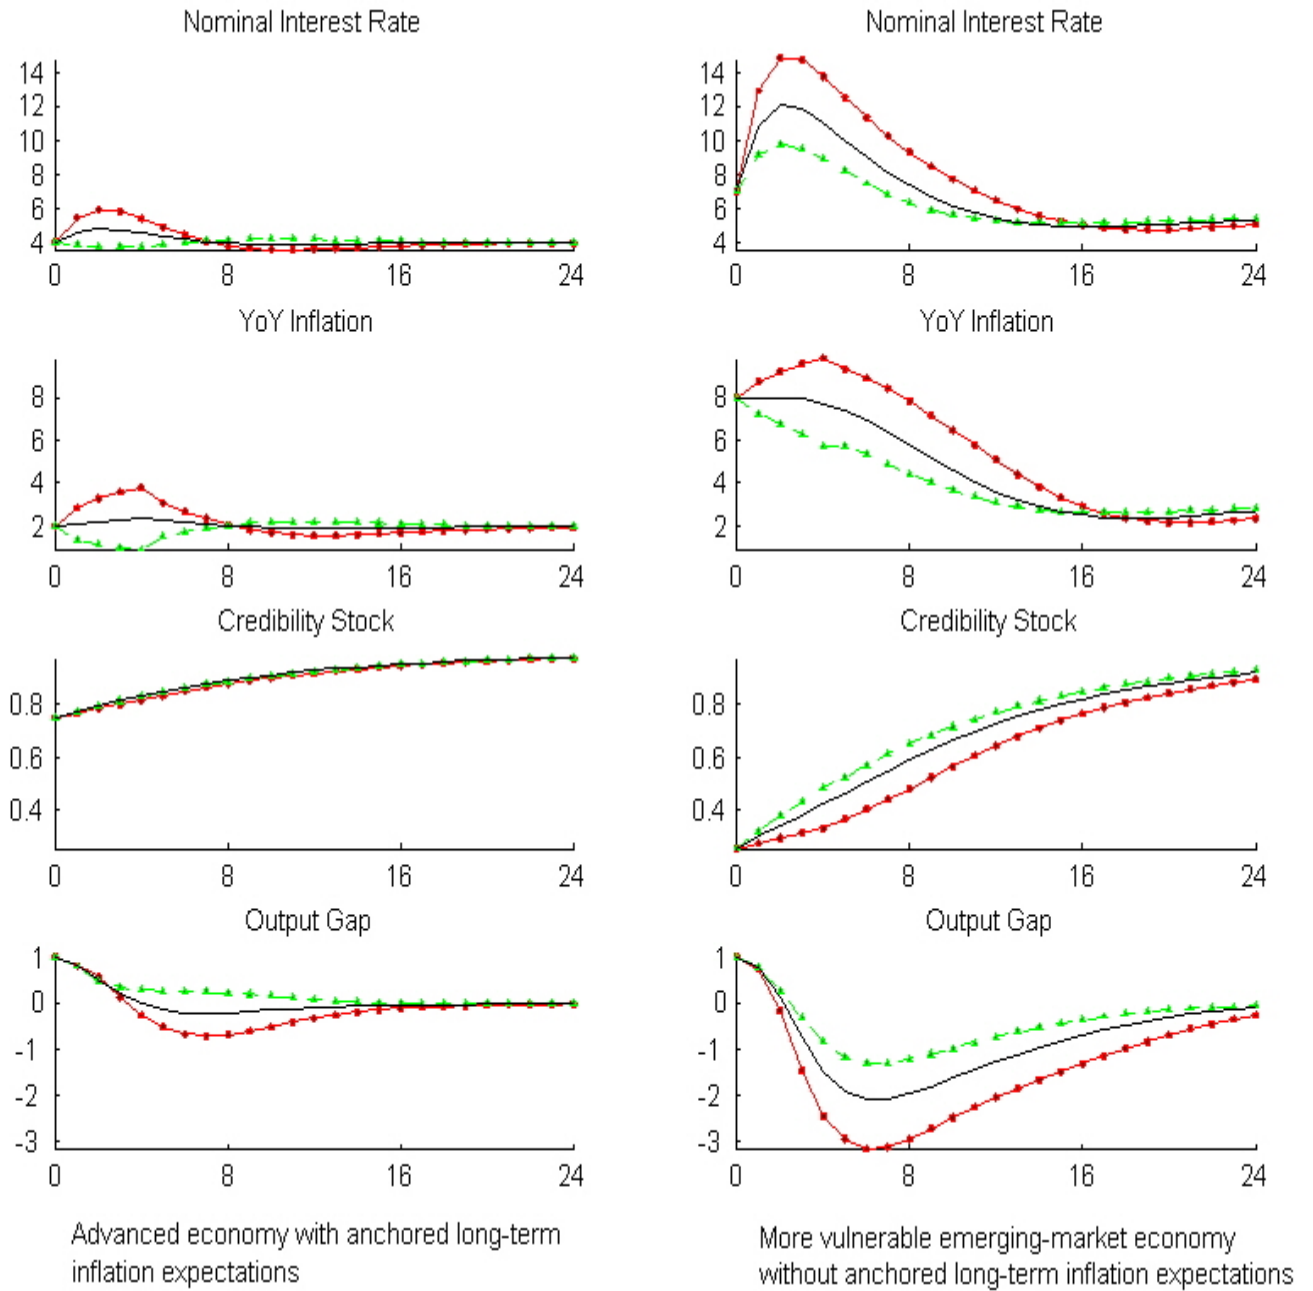 Nominal Interest Rate
14
12
10
8
6
4
0 8 16 24
YoY Inflation
8
6
4
2
0 8 16 24
Credibility Stock
0.8
0.6
0.4
0 8 16 24
Output Gap
1
0
-1
-2
-3
0 8 16 24
Advanced economy with anchored long-term
inflation expectations
Nominal Interest Rate
14
12
10
8
6
4
0 8 16 24
YoY Inflation
8
6
4
2
0 8 16 24
Credibility Stock
0.8
0.6
0.4
0 8 16 24
Output Gap
1
0
-1
-2
-3
0 8 16 24
More vulnerable emerging-market economy
without anchored long-term inflation expectations